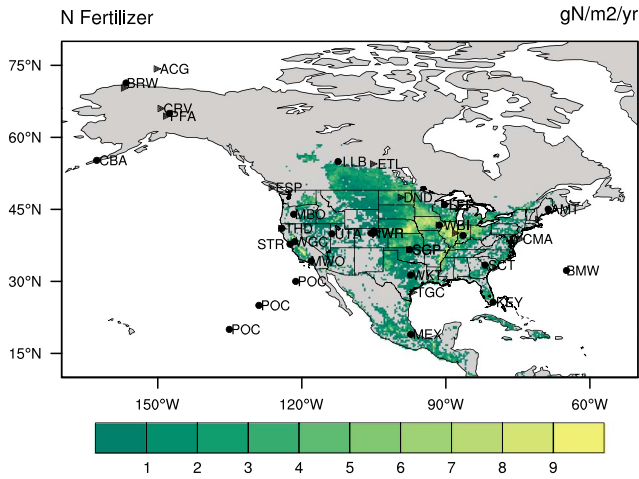 N Fertilizer gN/m2/yr
75°N
ACG
BRW
CRV
PFA
60°N
CBA
LLB
ETL
ESP
DND
45°N
MBO
LEF
AMT
THD
UTA
NWR
WBI
STR
WGC
SGP
CMA
MWO
SCT
BMW
30°N
POC
WKT
TGC
KEY
POC
POC
MEX
15°N
150°W 120°W 90°W 60°W
1 2 3 4 5 6 7 8 9